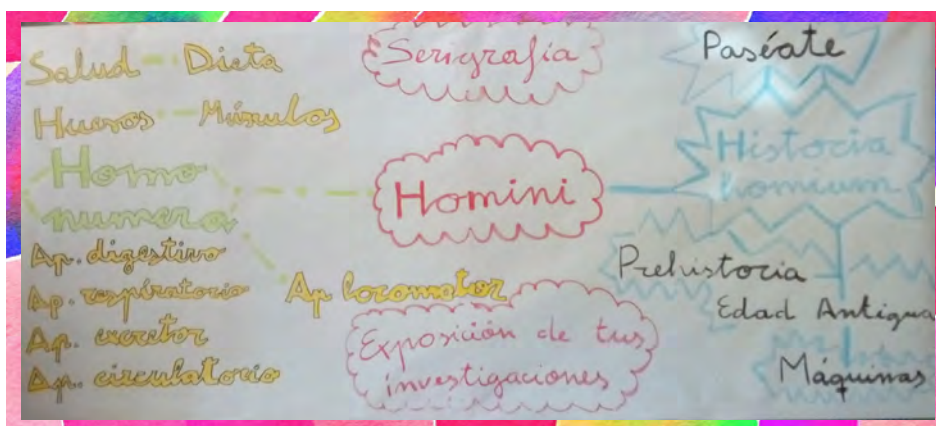 Salud Dieta
Huesos Músculos
Homo
numera
Ap. digestivo
Ap. respiratorio
Ap. excretor
Ap. circulatorio
Ap locomotor
Serigrafía
Homini
Exposición de tus
investigaciones
Paséate
Historia
homium
Prehistoria
Edad Antigua
Máquinas